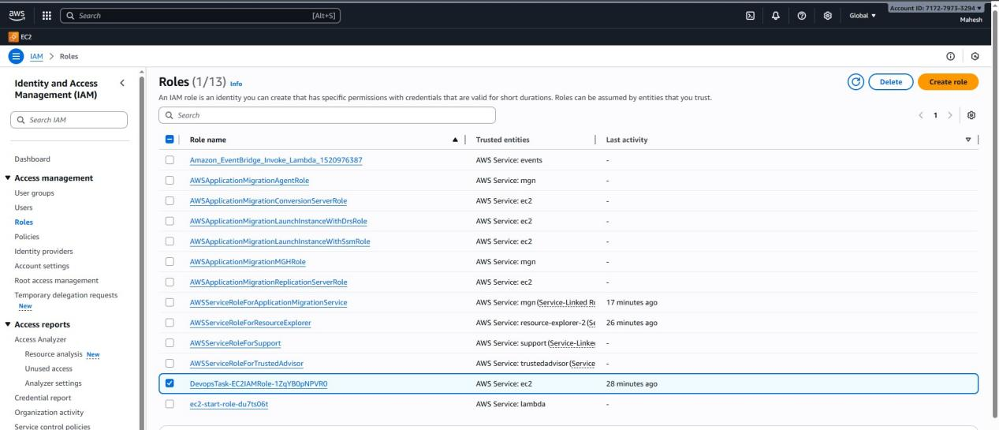 aws
Search [Alt+S]
Global ▼
Account ID: 7172-7973-3294 ▼
Mahesh
EC2
IAM > Roles
Identity and Access Management (IAM)
Search IAM
Dashboard
Access management
User groups
Users
Roles
Policies
Identity providers
Account settings
Root access management
Temporary delegation requests
New
Access reports
Access Analyzer
Resource analysis New
Unused access
Analyzer settings
Credential report
Organization activity
Service control policies
Roles (1/13) Info
Delete
Create role
An IAM role is an identity you can create that has specific permissions with credentials that are valid for short durations. Roles can be assumed by entities that you trust.
Search
1
Role name Trusted entities Last activity
Amazon_EventBridge_Invoke_Lambda_1520976387 AWS Service: events -
AWSApplicationMigrationAgentRole AWS Service: mgn -
AWSApplicationMigrationConversionServerRole AWS Service: ec2 -
AWSApplicationMigrationLaunchInstanceWithDrsRole AWS Service: ec2 -
AWSApplicationMigrationLaunchInstanceWithSsmRole AWS Service: ec2 -
AWSApplicationMigrationMGHRole AWS Service: mgn -
AWSApplicationMigrationReplicationServerRole AWS Service: ec2 -
AWSServiceRoleForApplicationMigrationService AWS Service: mgn (Service-Linked Ro 17 minutes ago
AWSServiceRoleForResourceExplorer AWS Service: resource-explorer-2 (Se 26 minutes ago
AWSServiceRoleForSupport AWS Service: support (Service-Linked -
AWSServiceRoleForTrustedAdvisor AWS Service: trustedadvisor (Service -
DevopsTask-EC2IAMRole-1ZqYB0pNPVR0 AWS Service: ec2 28 minutes ago
ec2-start-role-du7ts06t AWS Service: lambda -